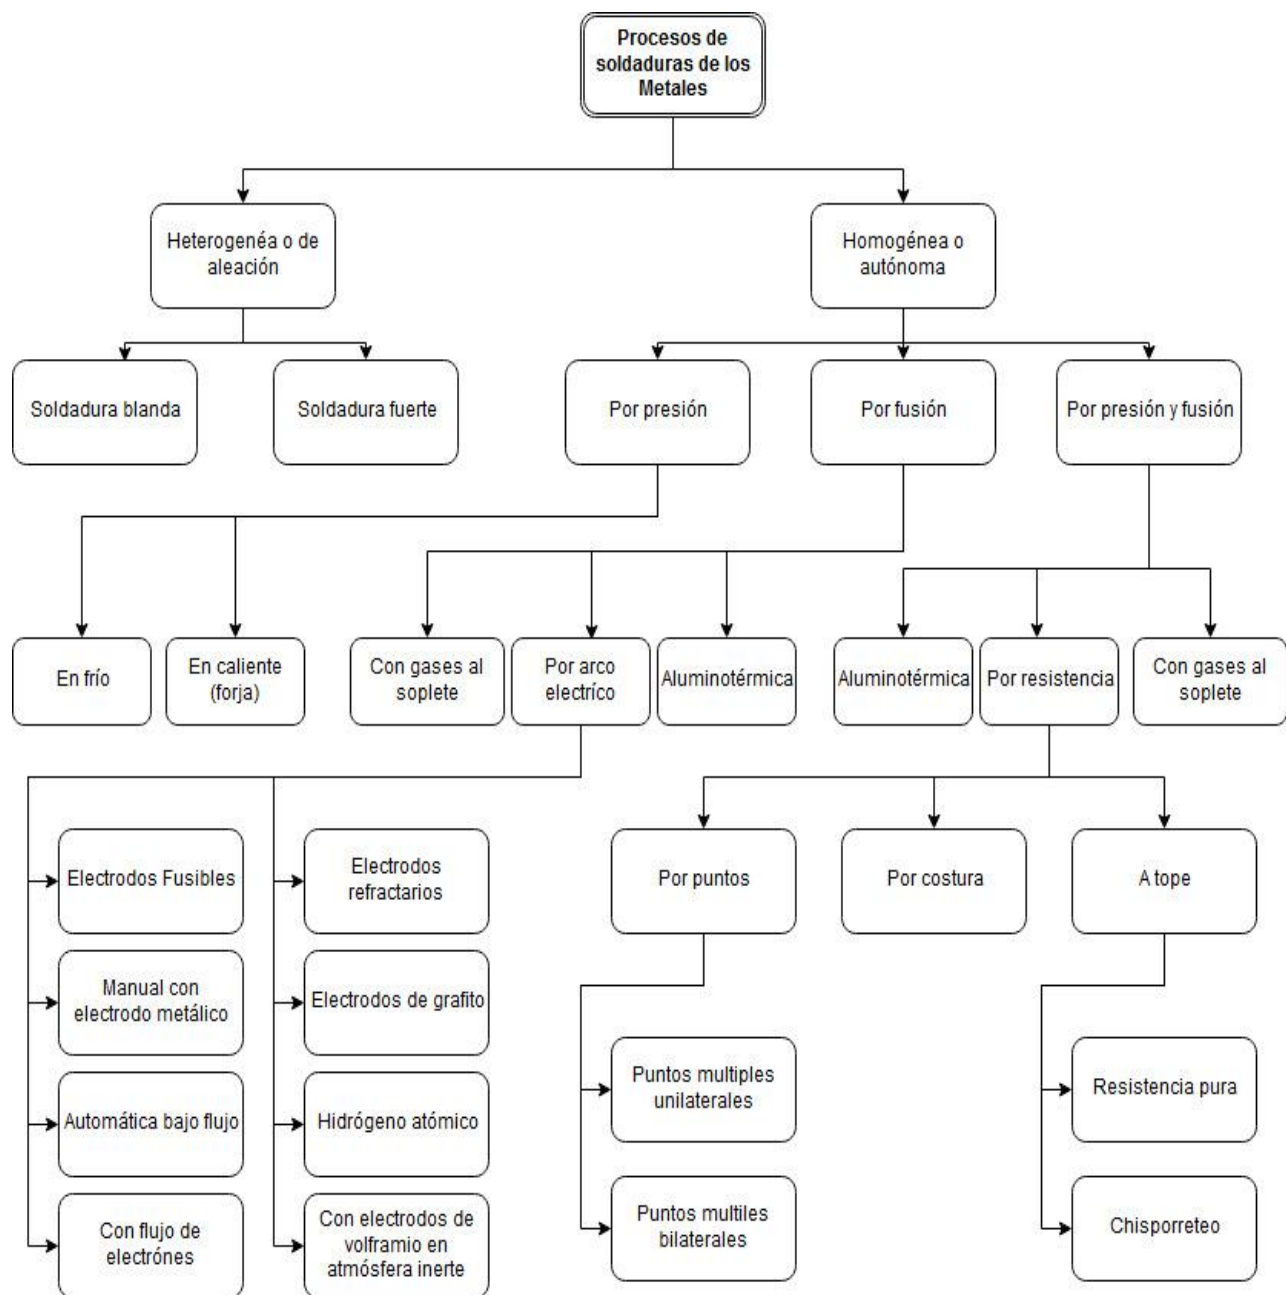 Procesos de
soldaduras de los
Metales
Heterogenéa o de
aleación
Homogénea o
autónoma
Soldadura blanda
Soldadura fuerte
Por presión
Por fusión
Por presión y fusión
En frío
En caliente
(forja)
Con gases al
soplete
Por arco
electríco
Aluminotérmica
Aluminotérmica
Por resistencia
Con gases al
soplete
Electrodos Fusibles
Electrodos
refractarios
Por puntos
Por costura
A tope
Manual con
electrodo metálico
Electrodos de grafito
Puntos multiples
unilaterales
Resistencia pura
Automática bajo flujo
Hidrógeno atómico
Con flujo de
electrónes
Con electrodos de
volframio en
atmósfera inerte
Puntos multiles
bilaterales
Chisporreteo